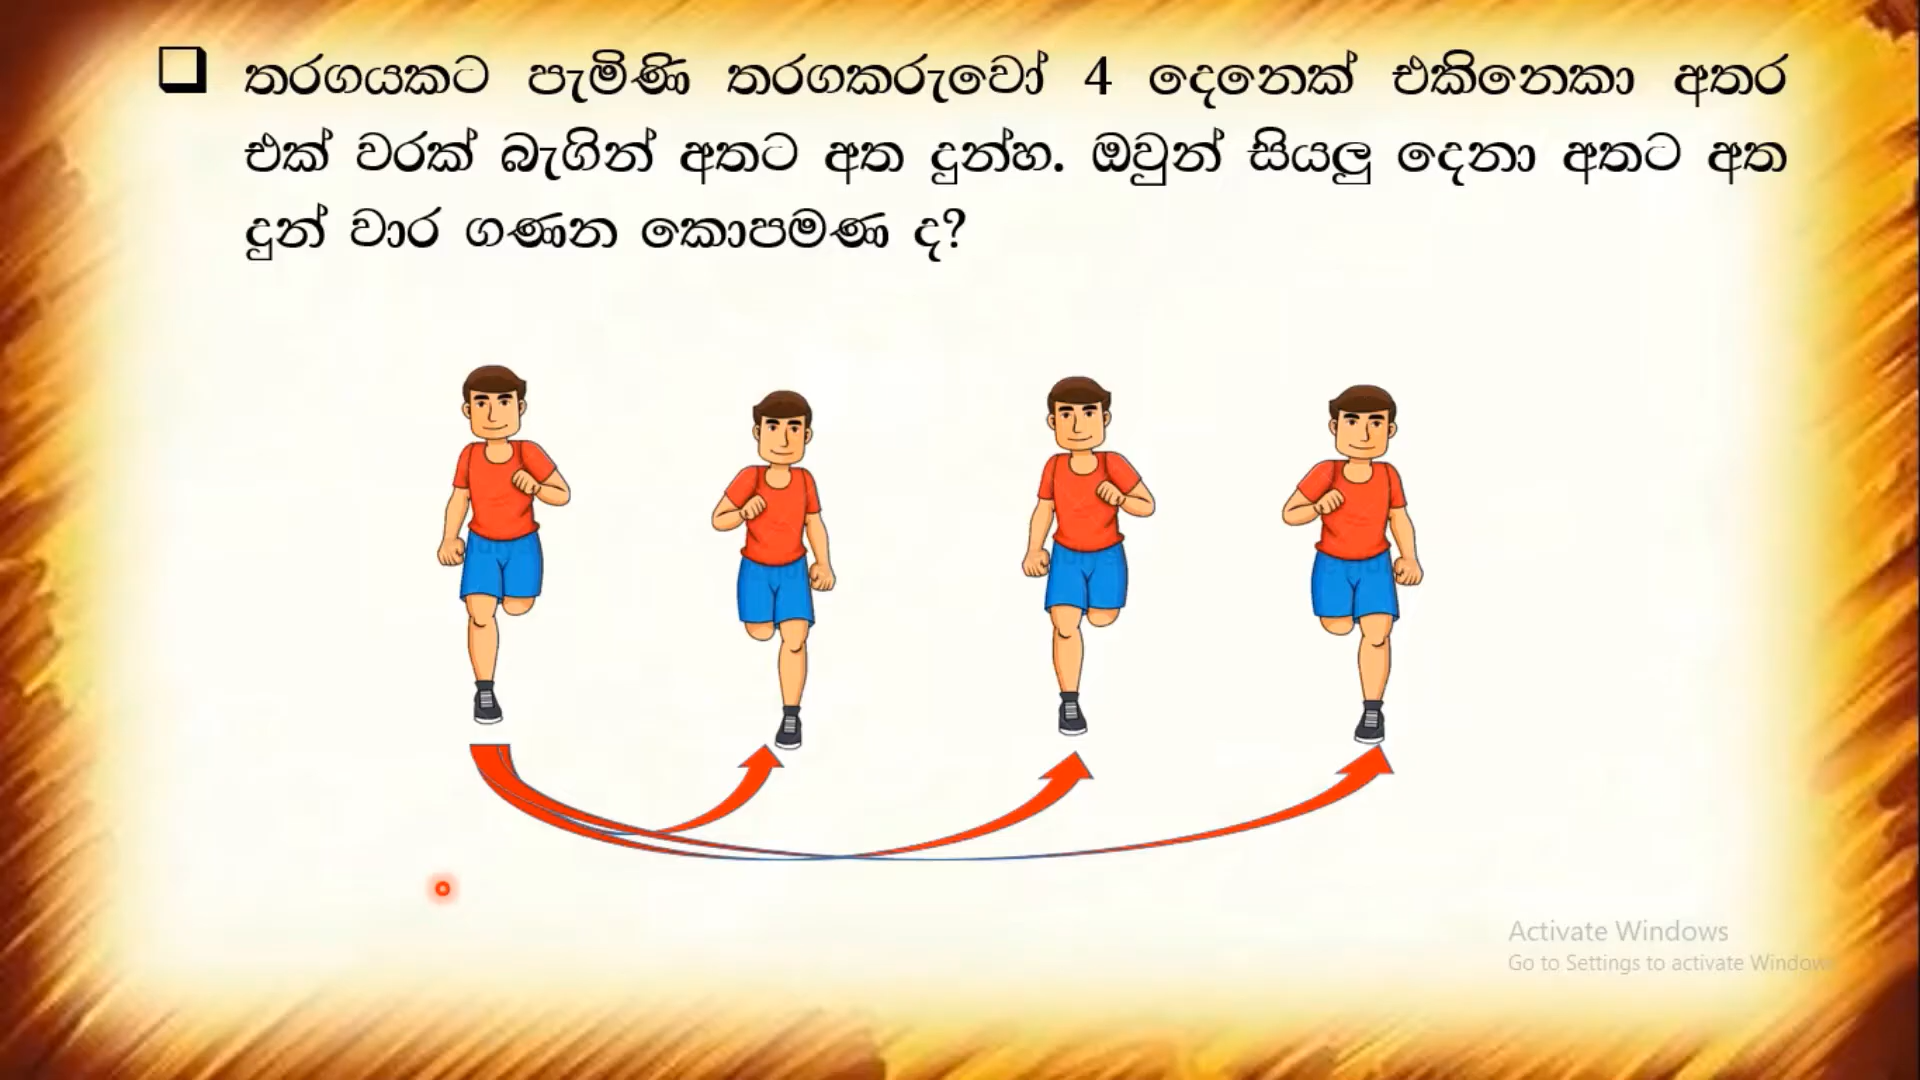 තරගයකට පැමිණි තරගකරුවෝ 4 දෙනෙක් එකිනෙකා අතර
එක් වරක් බැගින් අතට අත දුන්හ. ඔවුන් සියලු දෙනා අතට අත
දුන් වාර ගණන කොපමණ ද?
Activate Windows
Go to Settings to activate Windows